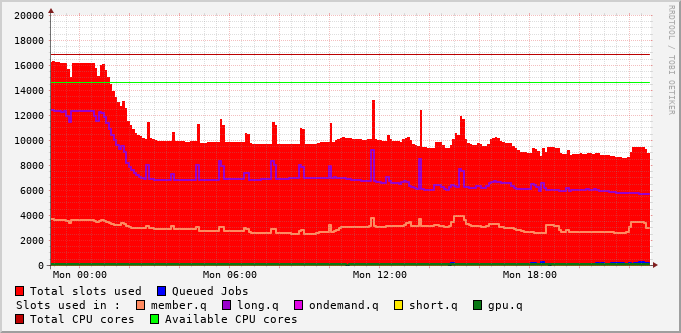 20000
18000
16000
14000
12000
10000
8000
6000
4000
2000
0
Mon 00:00 Mon 06:00 Mon 12:00 Mon 18:00
RRDTOOL / TOBI OETIKER
Total slots used Queued Jobs
Slots used in : member.q long.q ondemand.q short.q gpu.q
Total CPU cores Available CPU cores